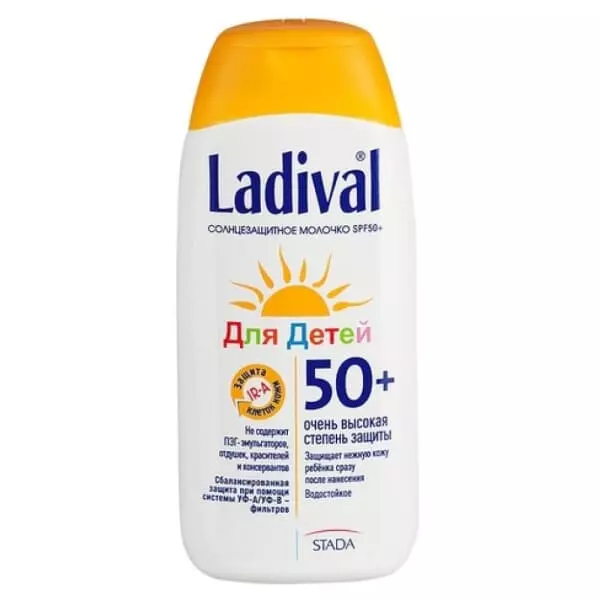 Ladival®
СОЛНЦЕЗАЩИТНОЕ МОЛОЧКО SPF50+
Для Детей
Защита
IR-A
клеток кожи
50+
очень высокая
степень защиты
Не содержит
ПЭГ-эмульгаторов,
отдушек, красителей
и консервантов
Сбалансированная
защита при помощи
системы УФ-А/УФ-В –
фильтров
Защищает нежную кожу
ребёнка сразу
после нанесения
Водостойкое
STADA